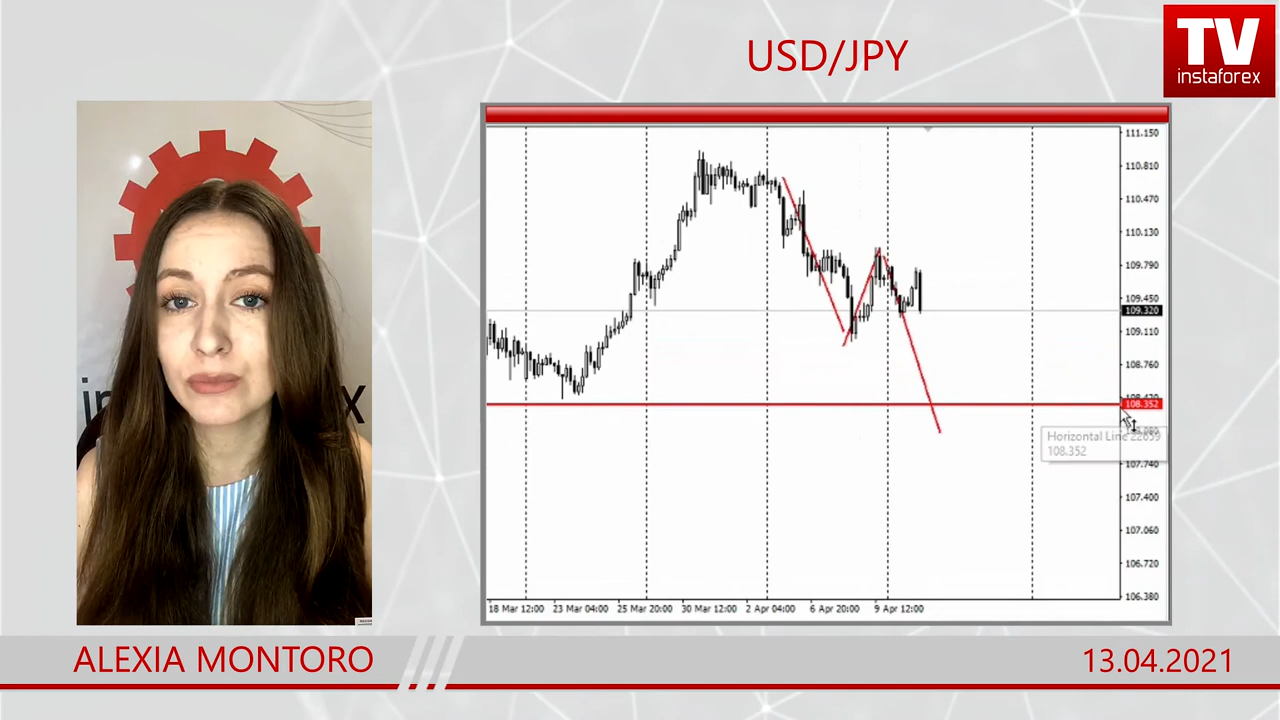 USD/JPY
TV
instaforex
in
X
111.150
110.810
110.470
110.130
109.790
109.450
109.320
109.110
108.760
108.352
Horizontal Line 22659
108.352
107.740
107.400
107.060
106.720
106.380
18 Mar 12:00 23 Mar 04:00 25 Mar 20:00 30 Mar 12:00 2 Apr 04:00 6 Apr 20:00 9 Apr 12:00
ALEXIA MONTORO
13.04.2021